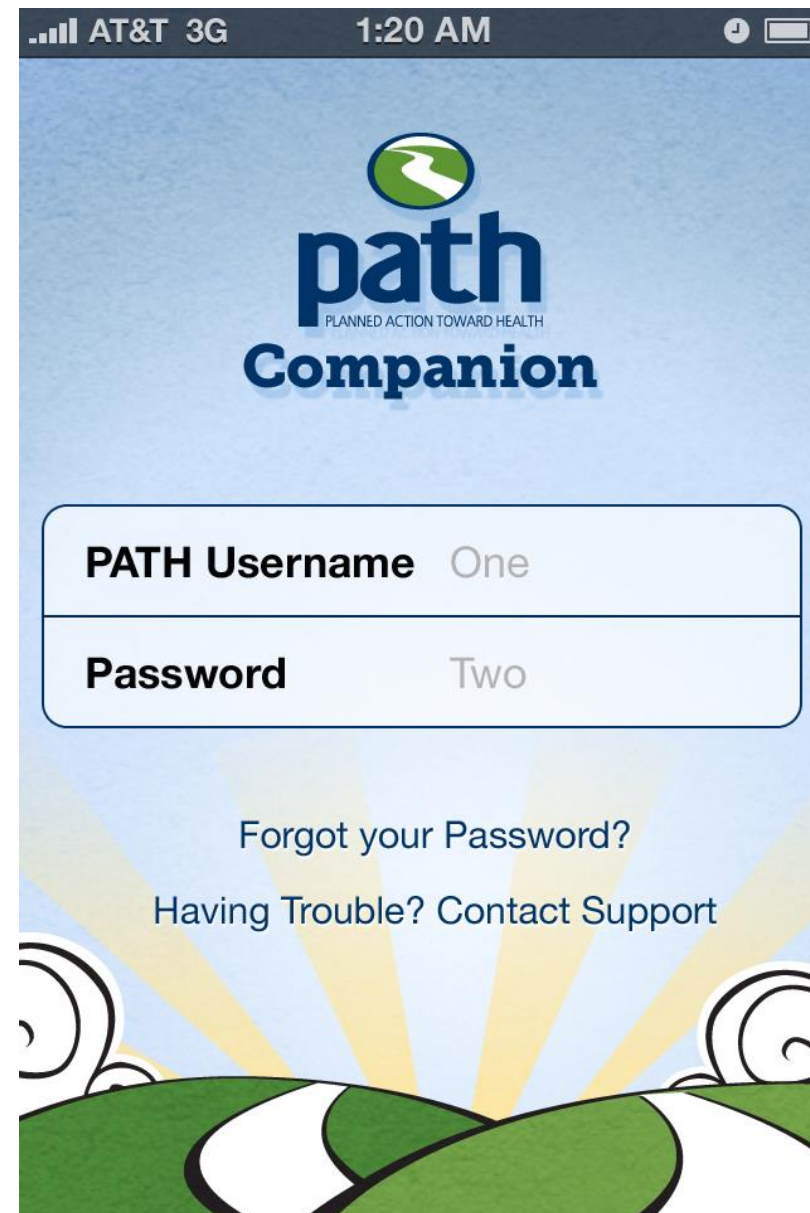 AT&T 3G 1:20 AM
path
PLANNED ACTION TOWARD HEALTH
Companion
PATH Username One
Password Two
Forgot your Password?
Having Trouble? Contact Support